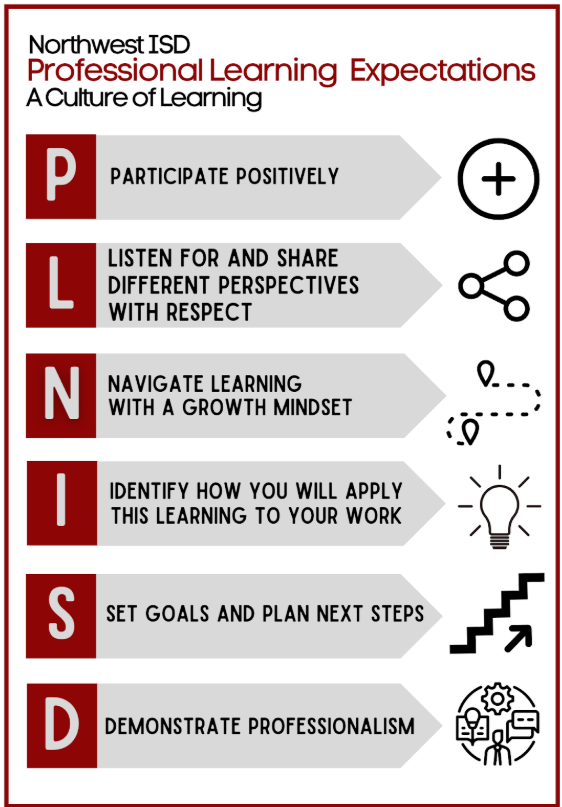 Northwest ISD
Professional Learning Expectations
A Culture of Learning
P
PARTICIPATE POSITIVELY
L
LISTEN FOR AND SHARE
DIFFERENT PERSPECTIVES
WITH RESPECT
N
NAVIGATE LEARNING
WITH A GROWTH MINDSET
I
IDENTIFY HOW YOU WILL APPLY
THIS LEARNING TO YOUR WORK
S
SET GOALS AND PLAN NEXT STEPS
D
DEMONSTRATE PROFESSIONALISM